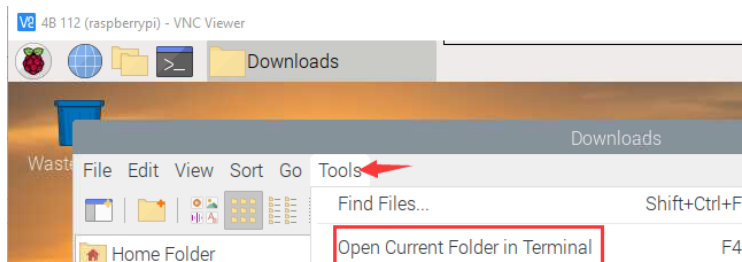 4B 112 (raspberrypi) - VNC Viewer
>_ Downloads
Downloads
Waste
File Edit View Sort Go Tools
Find Files... Shift+Ctrl+F
Open Current Folder in Terminal F4
Home Folder